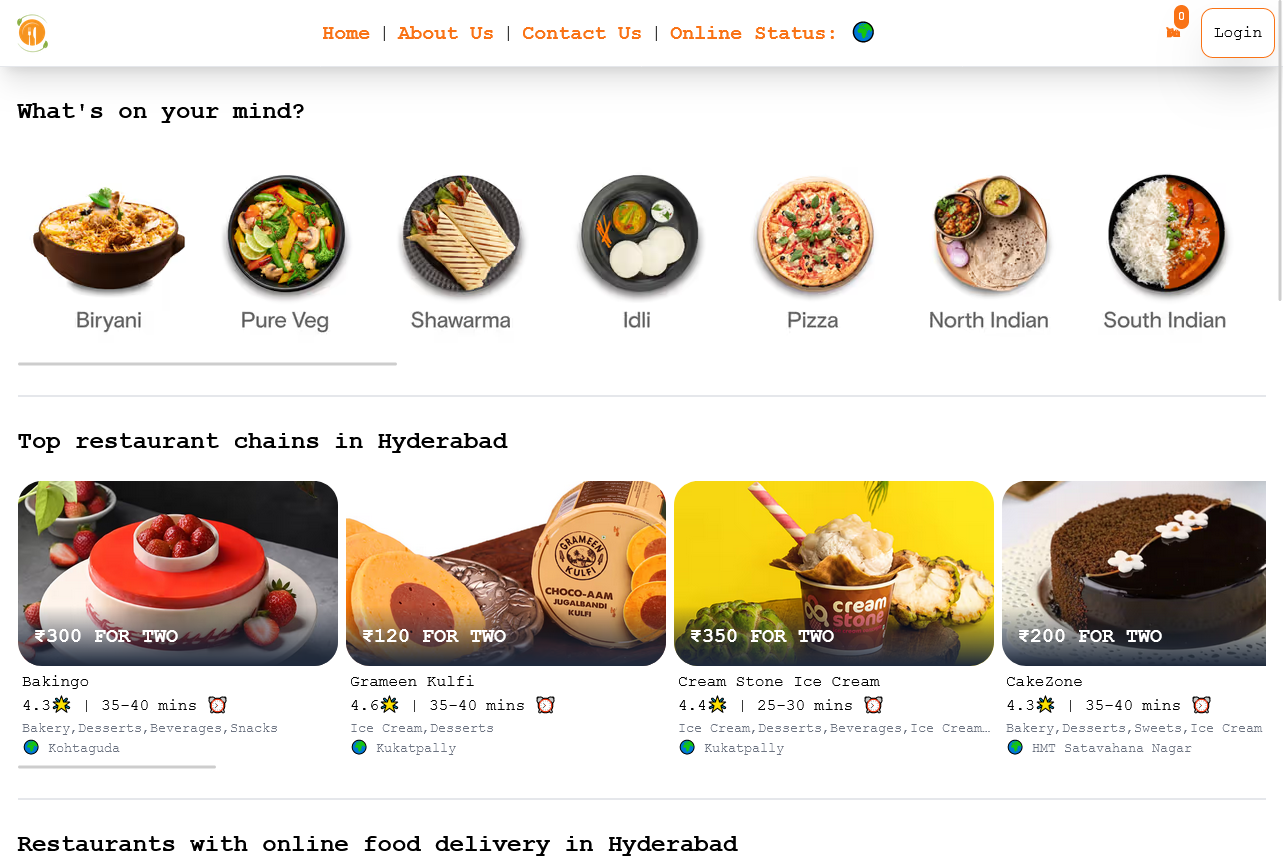 Home | About Us | Contact Us | Online Status:
0
Login
What's on your mind?
Biryani
Pure Veg
Shawarma
Idli
Pizza
North Indian
South Indian
Top restaurant chains in Hyderabad
GRAMEEN
KULFI
CHOCO-AAM
JUGALBANDI
KULFI
cream
stone
₹300 FOR TWO
₹120 FOR TWO
₹350 FOR TWO
₹200 FOR TWO
Bakingo
4.3 | 35-40 mins
Bakery,Desserts,Beverages,Snacks
Kohtaguda
Grameen Kulfi
4.6 | 35-40 mins
Ice Cream,Desserts
Kukatpally
Cream Stone Ice Cream
4.4 | 25-30 mins
Ice Cream,Desserts,Beverages,Ice Cream…
Kukatpally
CakeZone
4.3 | 35-40 mins
Bakery,Desserts,Sweets,Ice Cream
HMT Satavahana Nagar
Restaurants with online food delivery in Hyderabad